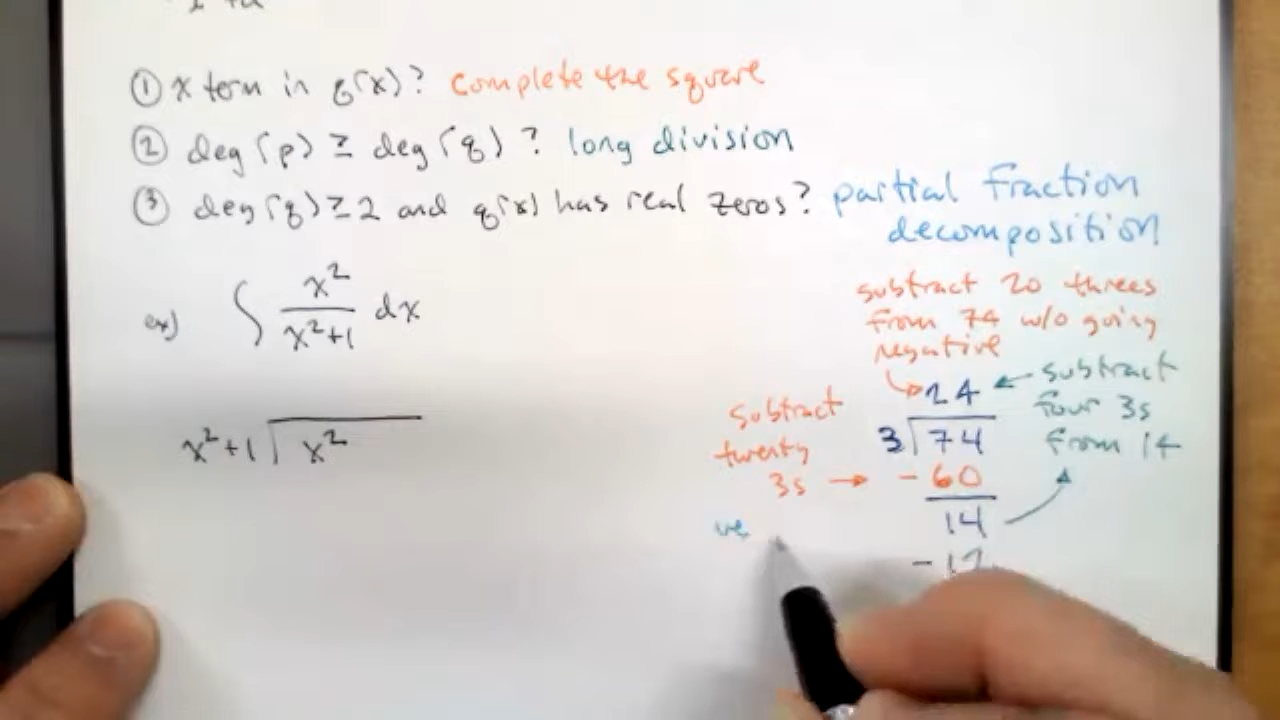 ① x term in q(x)? complete the square
② deg(p) ≥ deg(q)? long division
③ deg(q) ≥ 2 and q(x) has real zeros? partial fraction
decomposition
ex) ∫ x²/(x²+1) dx
x²+1 ⟌ x²
subtract 20 threes
from 74 w/o going
negative
24
subtract
four 3s
from 14
3 ⟌ 74
subtract
twenty
3s → - 60
14
- 12